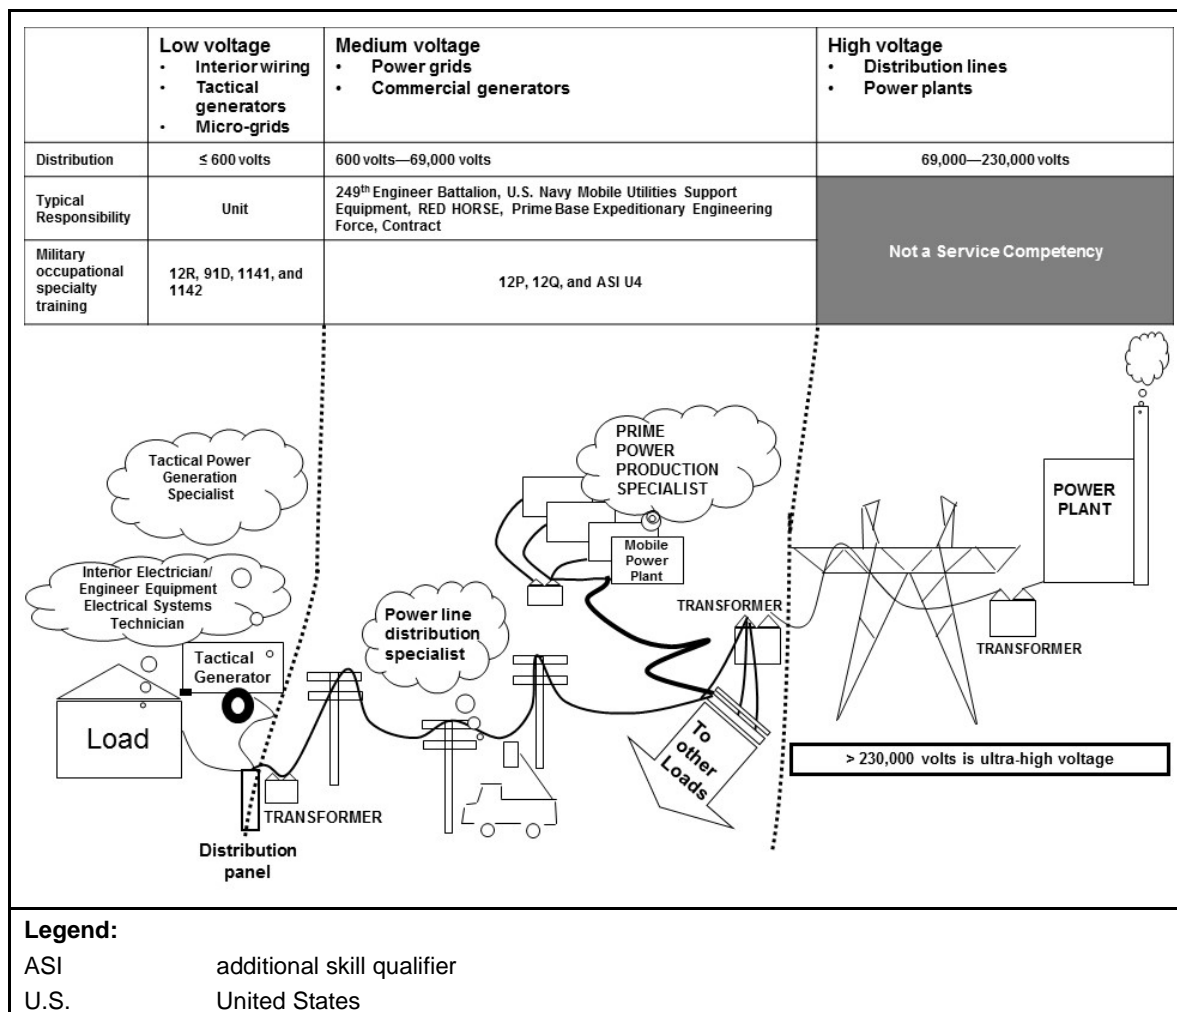 Low voltage
• Interior wiring
• Tactical
generators
• Micro-grids
Medium voltage
• Power grids
• Commercial generators
High voltage
• Distribution lines
• Power plants
Distribution
≤ 600 volts
600 volts—69,000 volts
69,000—230,000 volts
Typical
Responsibility
Unit
249th Engineer Battalion, U.S. Navy Mobile Utilities Support
Equipment, RED HORSE, Prime Base Expeditionary Engineering
Force, Contract
Not a Service Competency
Military
occupational
specialty
training
12R, 91D, 1141, and
1142
12P, 12Q, and ASI U4
Tactical Power
Generation
Specialist
PRIME
POWER
PRODUCTION
SPECIALIST
POWER
PLANT
Mobile
Power
Plant
Interior Electrician/
Engineer Equipment
Electrical Systems
Technician
Power line
distribution
specialist
TRANSFORMER
TRANSFORMER
Tactical
Generator
Load
To
other
Loads
> 230,000 volts is ultra-high voltage
TRANSFORMER
Distribution
panel
Legend:
ASI additional skill qualifier
U.S. United States